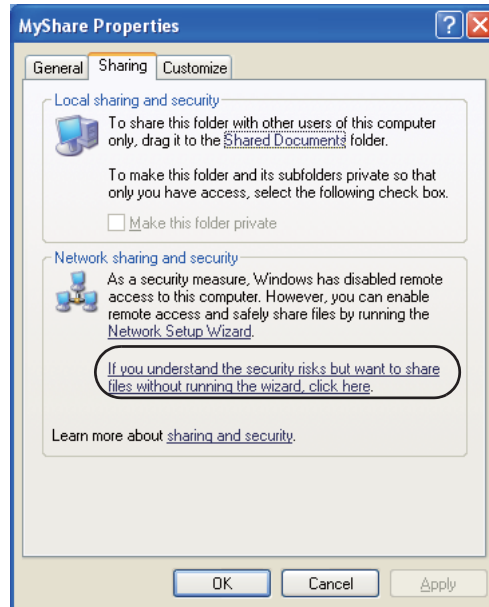 MyShare Properties
General Sharing Customize
Local sharing and security
To share this folder with other users of this computer
only, drag it to the Shared Documents folder.
To make this folder and its subfolders private so that
only you have access, select the following check box.
Make this folder private
Network sharing and security
As a security measure, Windows has disabled remote
access to this computer. However, you can enable
remote access and safely share files by running the
Network Setup Wizard.
If you understand the security risks but want to share
files without running the wizard, click here.
Learn more about sharing and security.
OK Cancel Apply